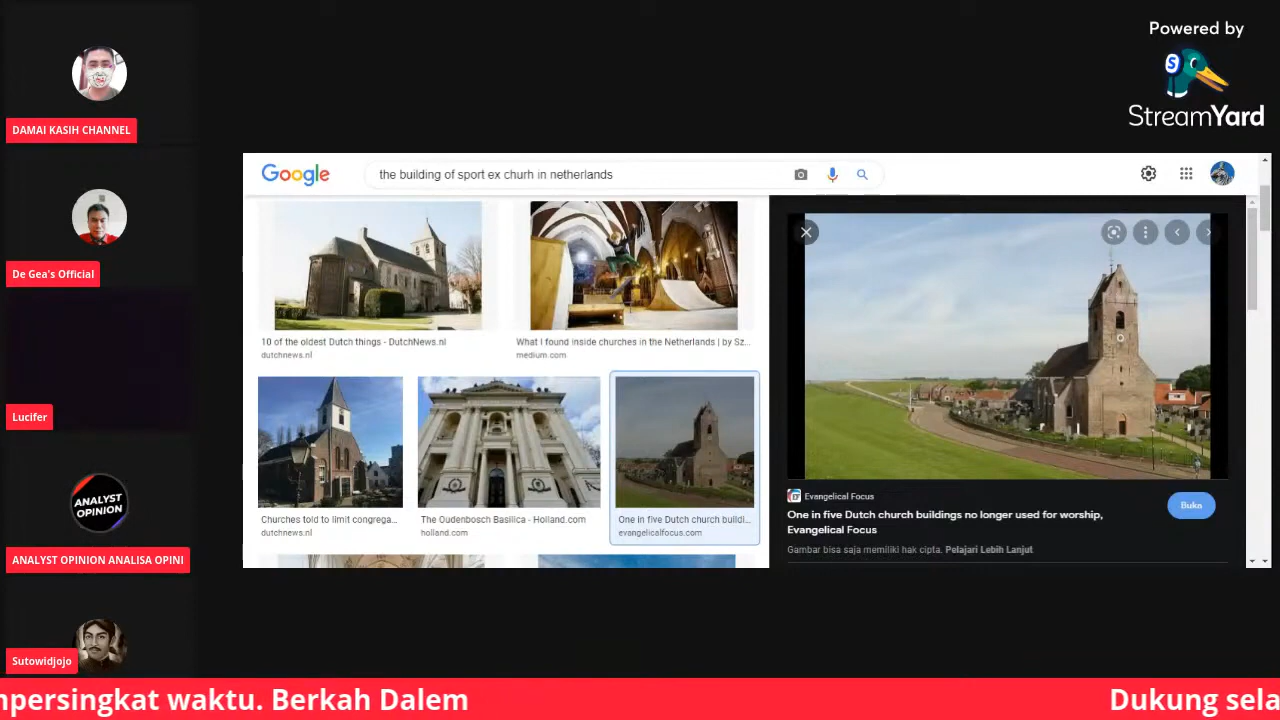 Powered by
StreamYard
DAMAI KASIH CHANNEL
De Gea's Official
Lucifer
ANALYST
OPINION
ANALYST OPINION ANALISA OPINI
Sutowidjojo
Google
the building of sport ex churh in netherlands
10 of the oldest Dutch things - DutchNews.nl
dutchnews.nl
What I found inside churches in the Netherlands | by Sz...
medium.com
Churches told to limit congrega...
dutchnews.nl
The Oudenbosch Basilica - Holland.com
holland.com
One in five Dutch church buildi...
evangelicalfocus.com
Evangelical Focus
Buka
One in five Dutch church buildings no longer used for worship,
Evangelical Focus
Gambar bisa saja memiliki hak cipta. Pelajari Lebih Lanjut
npersingkat waktu. Berkah Dalem
Dukung sela